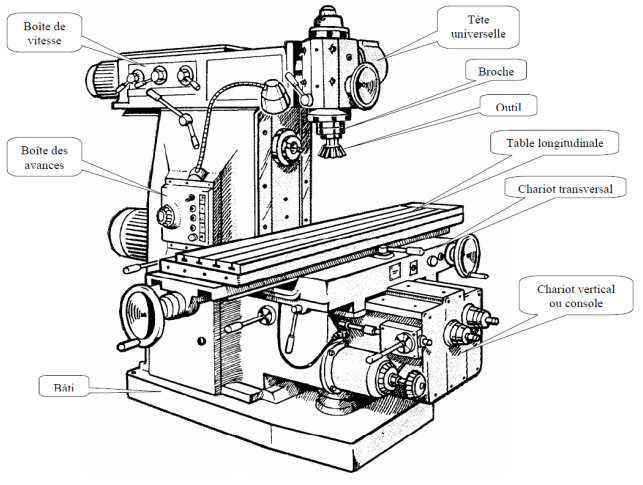 Boîte de
vitesse
Tête
universelle
Broche
Outil
Boîte des
avances
Table longitudinale
Chariot transversal
Chariot vertical
ou console
Bâti